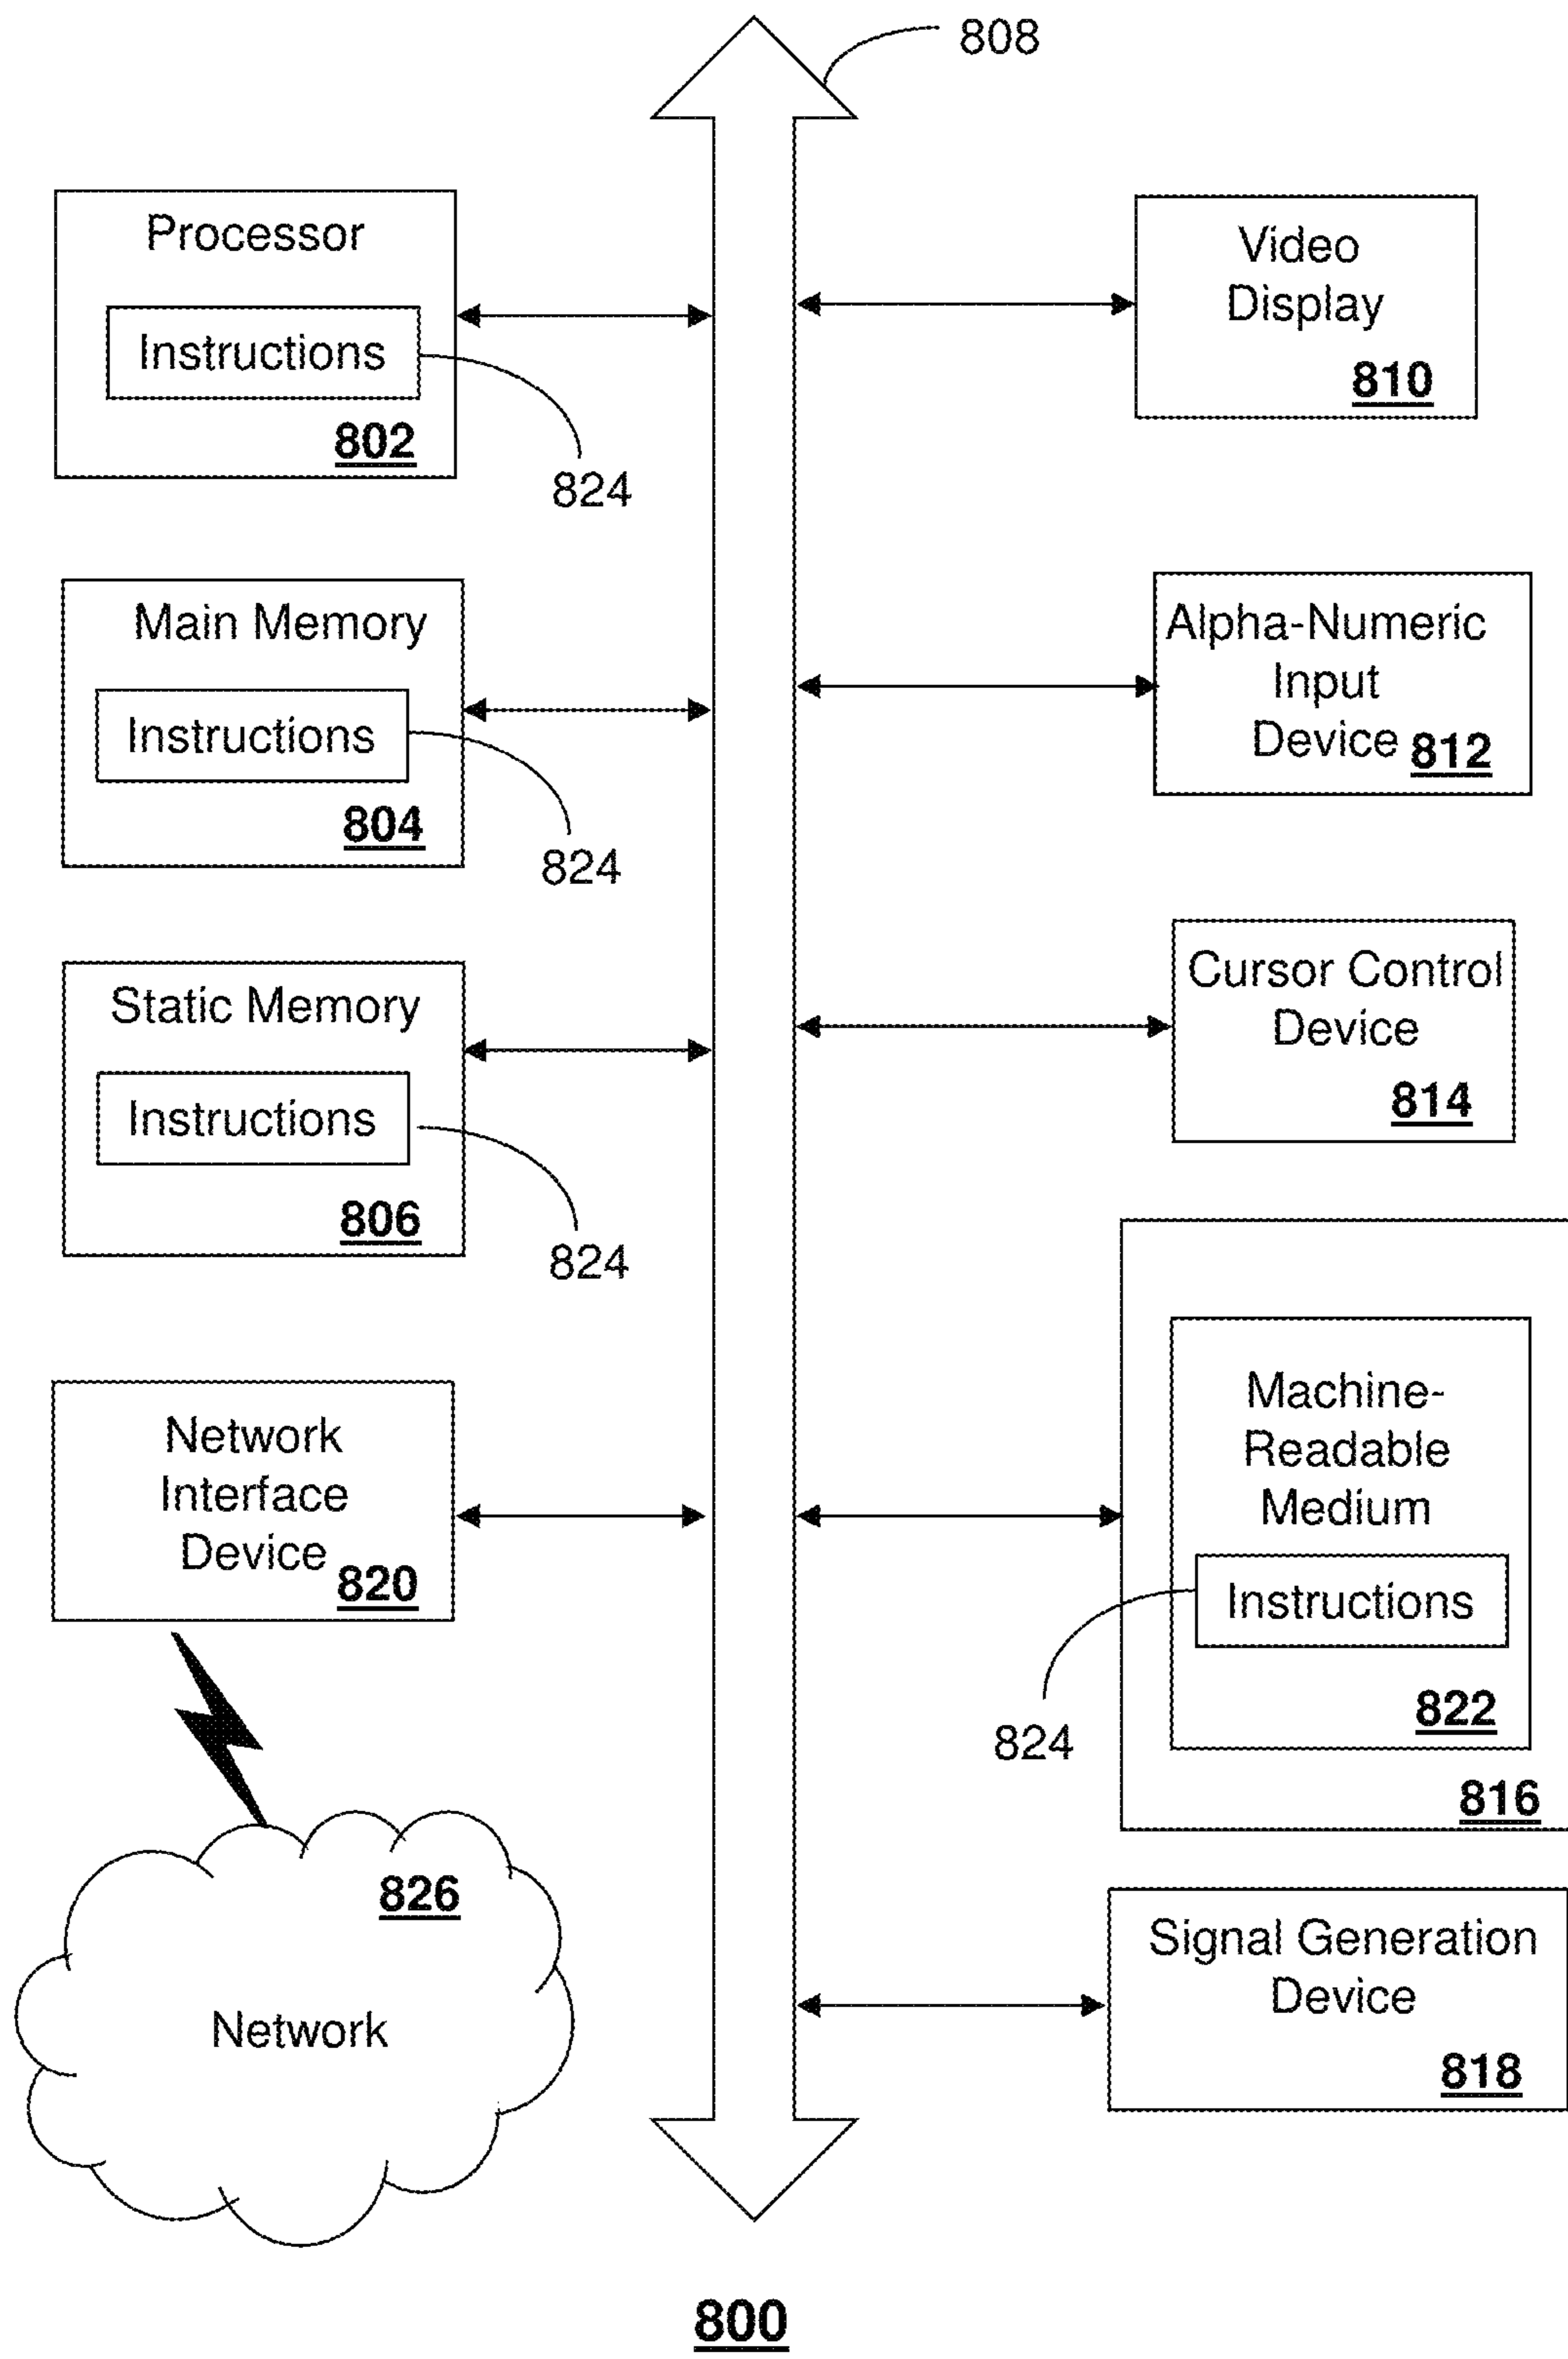 808
Processor
Instructions
802
824
Main Memory
Instructions
804
824
Static Memory
Instructions
806
824
Network
Interface
Device
820
826
Network
Video
Display
810
Alpha-Numeric
Input
Device 812
Cursor Control
Device
814
Machine-
Readable
Medium
Instructions
822
824
816
Signal Generation
Device
818
800